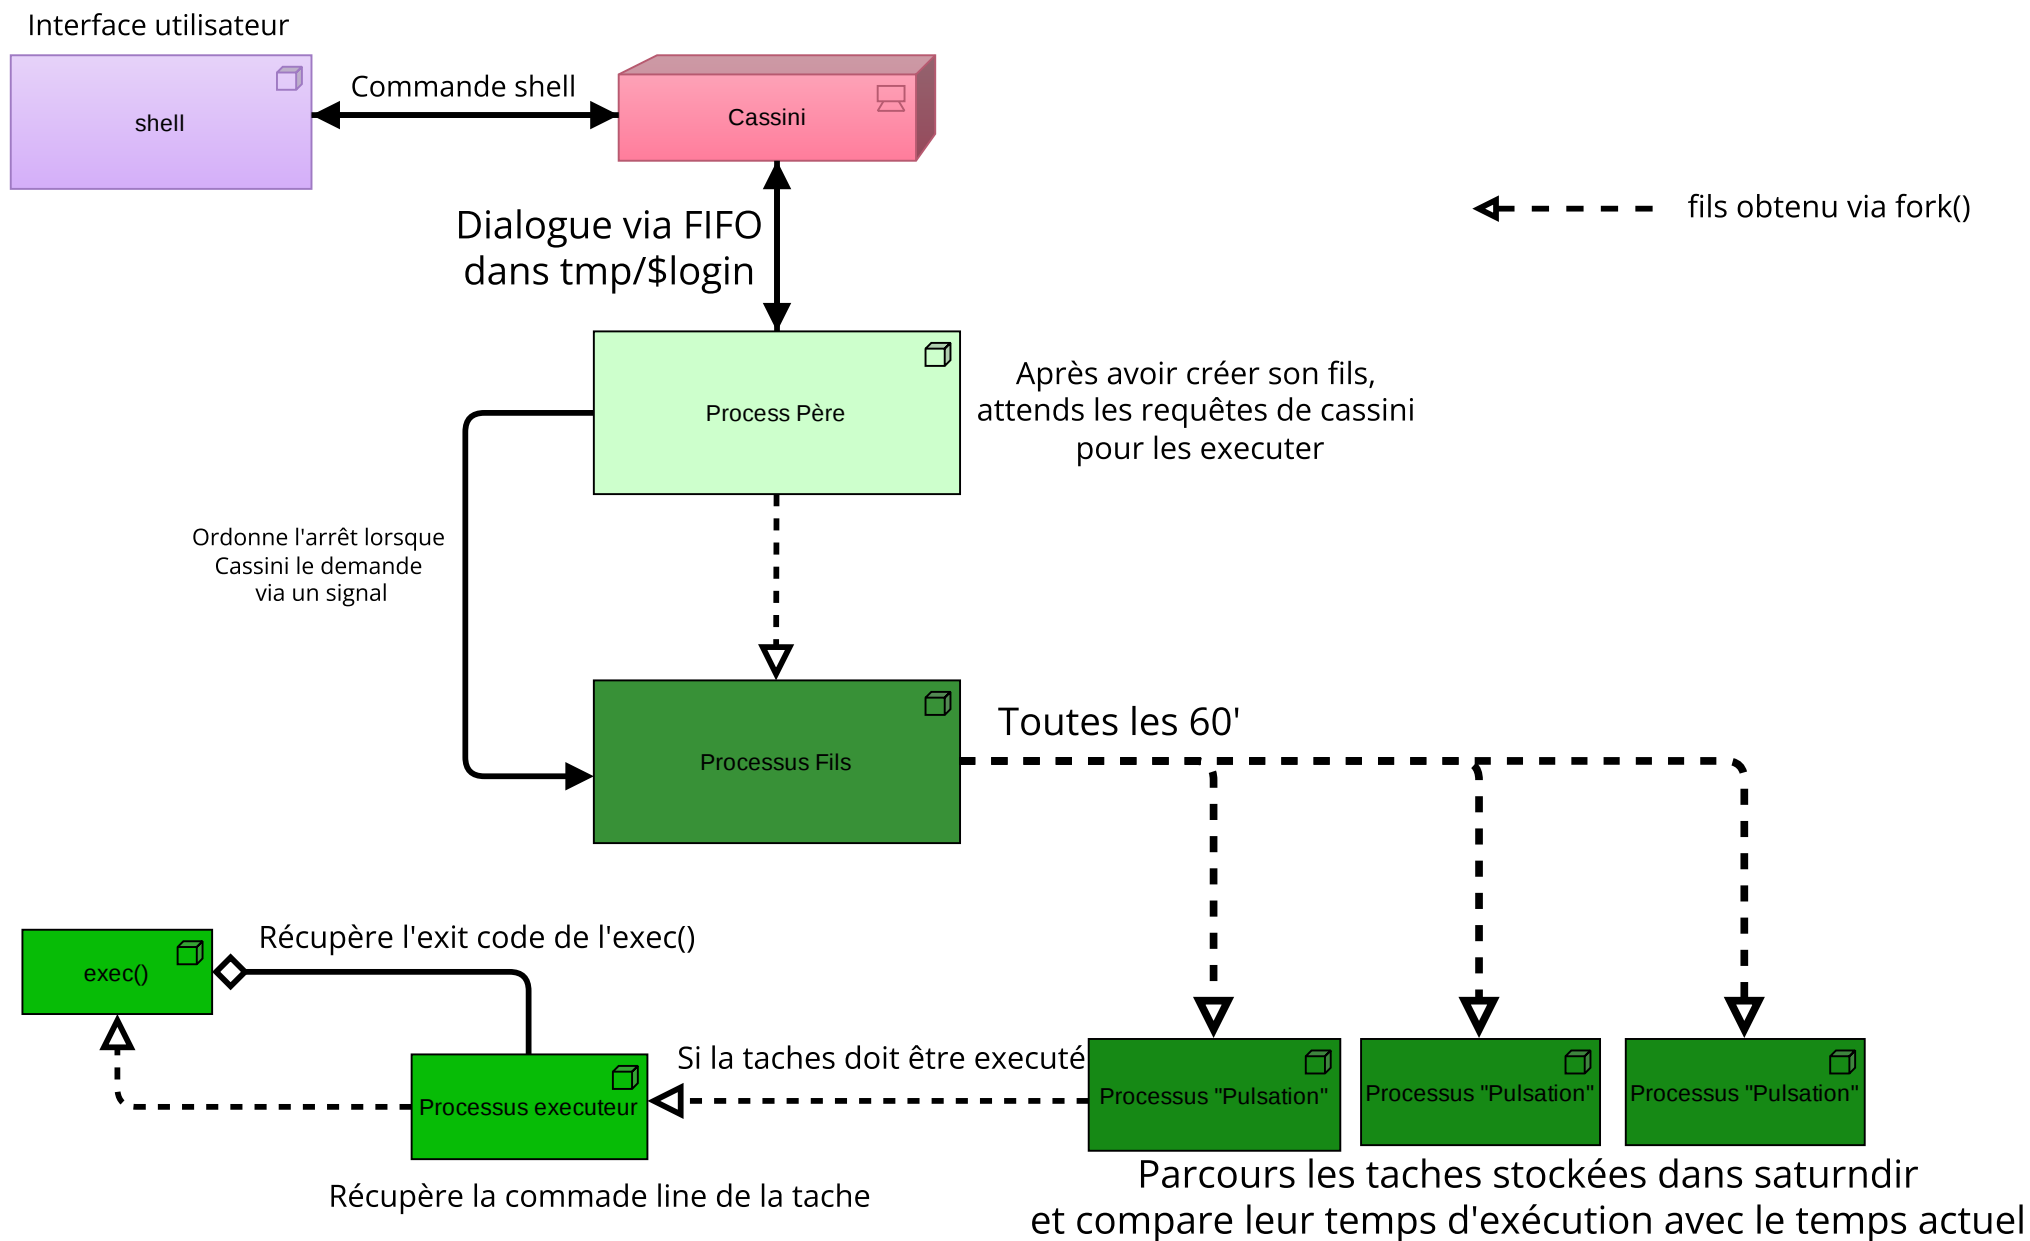 Interface utilisateur
shell
Commande shell
Cassini
Dialogue via FIFO
dans tmp/$login
fils obtenu via fork()
Process Père
Après avoir créer son fils,
attends les requêtes de cassini
pour les executer
Ordonne l'arrêt lorsque
Cassini le demande
via un signal
Processus Fils
Toutes les 60'
exec()
Récupère l'exit code de l'exec()
Processus executeur
Si la taches doit être executé
Processus "Pulsation"
Processus "Pulsation"
Processus "Pulsation"
Récupère la commade line de la tache
Parcours les taches stockées dans saturndir
et compare leur temps d'exécution avec le temps actuel